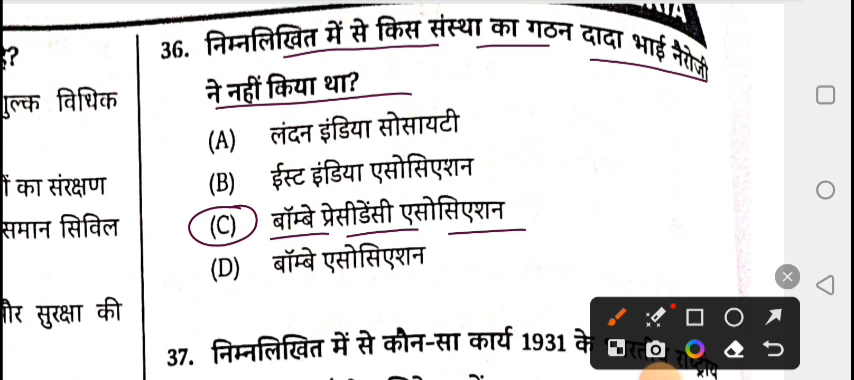 36. निम्नलिखित में से किस संस्था का गठन दादा भाई नैरोजी
ने नहीं किया था?
(A) लंदन इंडिया सोसायटी
(B) ईस्ट इंडिया एसोसिएशन
(C) बॉम्बे प्रेसीडेंसी एसोसिएशन
(D) बॉम्बे एसोसिएशन
37. निम्नलिखित में से कौन-सा कार्य 1931 के राष्ट्रीय
विधिक
का संरक्षण
समान सिविल
और सुरक्षा की